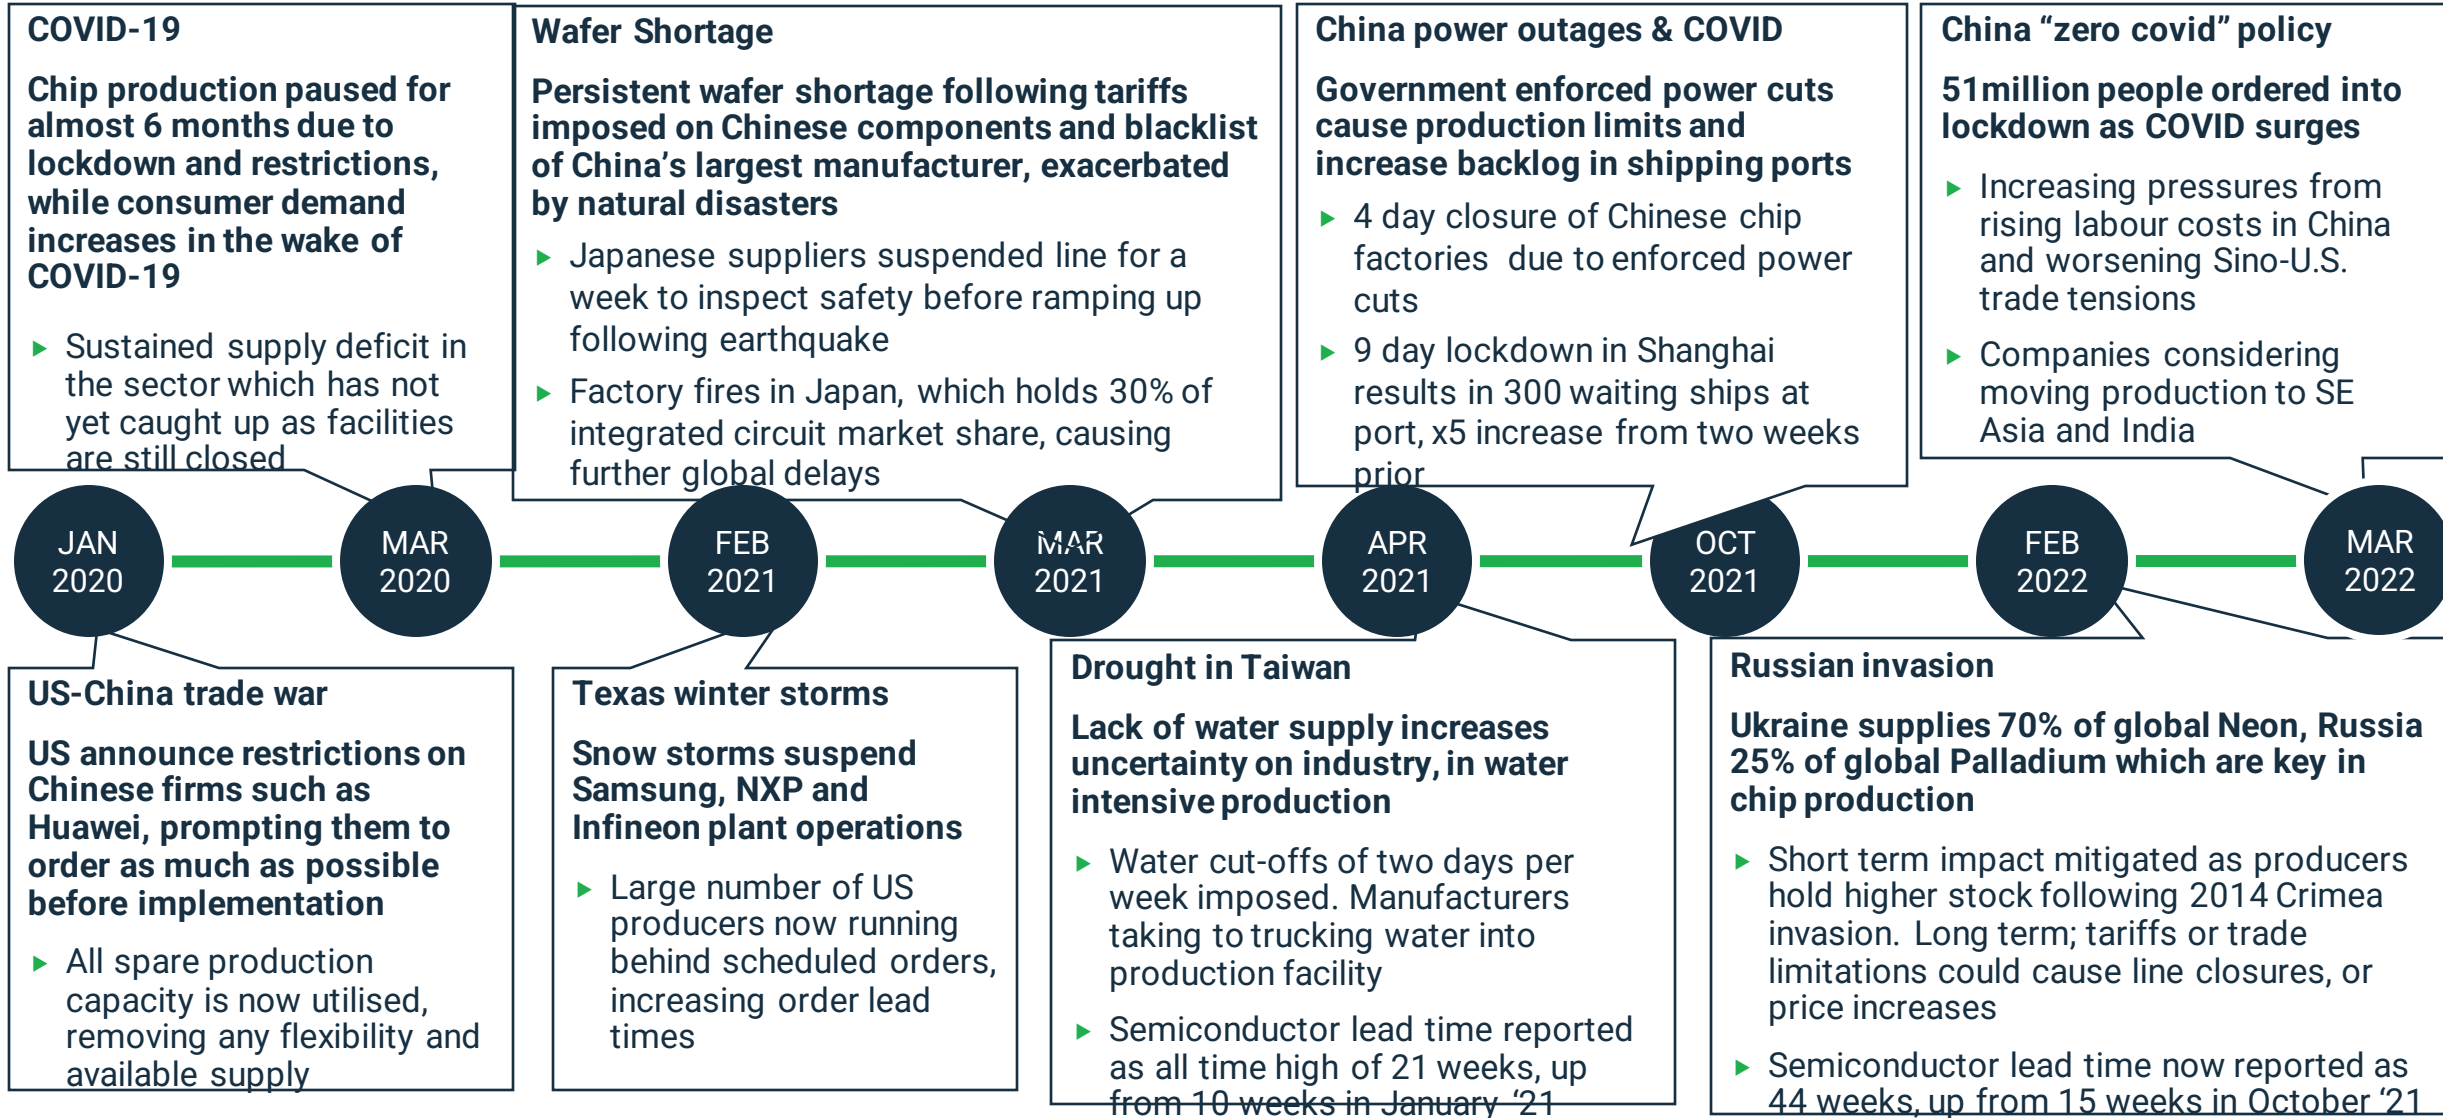 COVID-19
Chip production paused for
almost 6 months due to
lockdown and restrictions,
while consumer demand
increases in the wake of
COVID-19
Sustained supply deficit in
the sector which has not
yet caught up as facilities
are still closed
Wafer Shortage
Persistent wafer shortage following tariffs
imposed on Chinese components and blacklist
of China’s largest manufacturer, exacerbated
by natural disasters
Japanese suppliers suspended line for a
week to inspect safety before ramping up
following earthquake
Factory fires in Japan, which holds 30% of
integrated circuit market share, causing
further global delays
China power outages & COVID
Government enforced power cuts
cause production limits and
increase backlog in shipping ports
4 day closure of Chinese chip
factories due to enforced power
cuts
9 day lockdown in Shanghai
results in 300 waiting ships at
port, x5 increase from two weeks
prior
China “zero covid” policy
51million people ordered into
lockdown as COVID surges
Increasing pressures from
rising labour costs in China
and worsening Sino-U.S.
trade tensions
Companies considering
moving production to SE
Asia and India
JAN
2020
MAR
2020
FEB
2021
MAR
2021
APR
2021
OCT
2021
FEB
2022
MAR
2022
US-China trade war
US announce restrictions on
Chinese firms such as
Huawei, prompting them to
order as much as possible
before implementation
All spare production
capacity is now utilised,
removing any flexibility and
available supply
Texas winter storms
Snow storms suspend
Samsung, NXP and
Infineon plant operations
Large number of US
producers now running
behind scheduled orders,
increasing order lead
times
Drought in Taiwan
Lack of water supply increases
uncertainty on industry, in water
intensive production
Water cut-offs of two days per
week imposed. Manufacturers
taking to trucking water into
production facility
Semiconductor lead time reported
as all time high of 21 weeks, up
from 10 weeks in January ‘21
Russian invasion
Ukraine supplies 70% of global Neon, Russia
25% of global Palladium which are key in
chip production
Short term impact mitigated as producers
hold higher stock following 2014 Crimea
invasion. Long term; tariffs or trade
limitations could cause line closures, or
price increases
Semiconductor lead time now reported as
44 weeks, up from 15 weeks in October ‘21